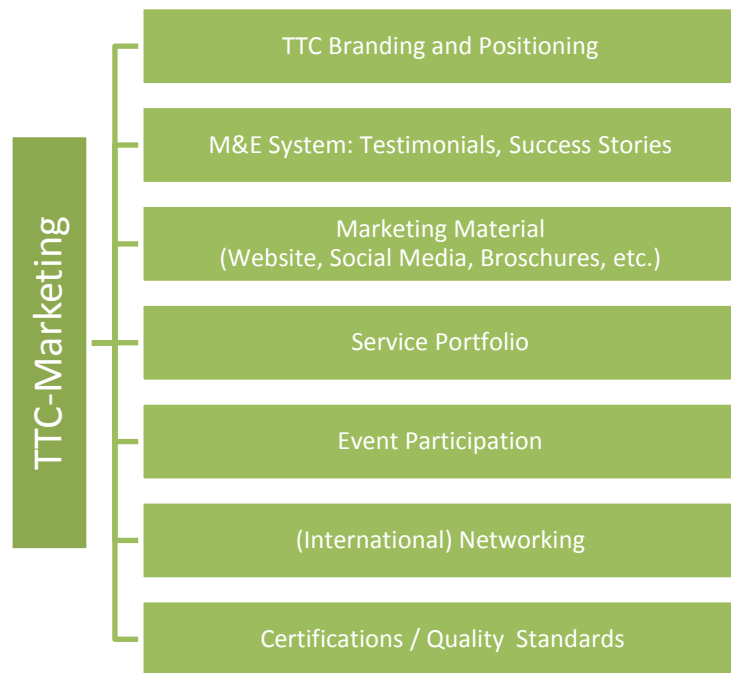 TTC-Marketing
TTC Branding and Positioning
M&E System: Testimonials, Success Stories
Marketing Material
(Website, Social Media, Broschures, etc.)
Service Portfolio
Event Participation
(International) Networking
Certifications / Quality Standards